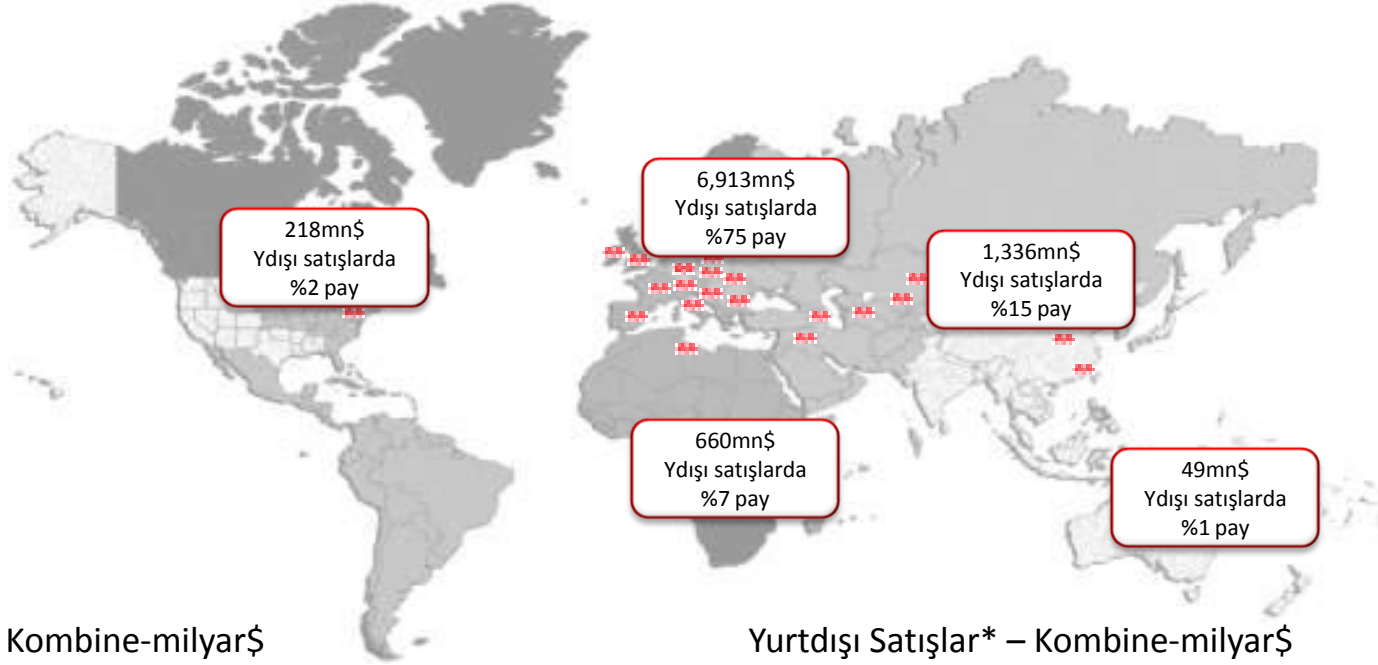 6,913mn$
Ydışı satışlarda
%75 pay
218mn$
Ydışı satışlarda
%2 pay
1,336mn$
Ydışı satışlarda
%15 pay
660mn$
Ydışı satışlarda
%7 pay
49mn$
Ydışı satışlarda
%1 pay
Kombine-milyar$
Yurtdışı Satışlar* – Kombine-milyar$